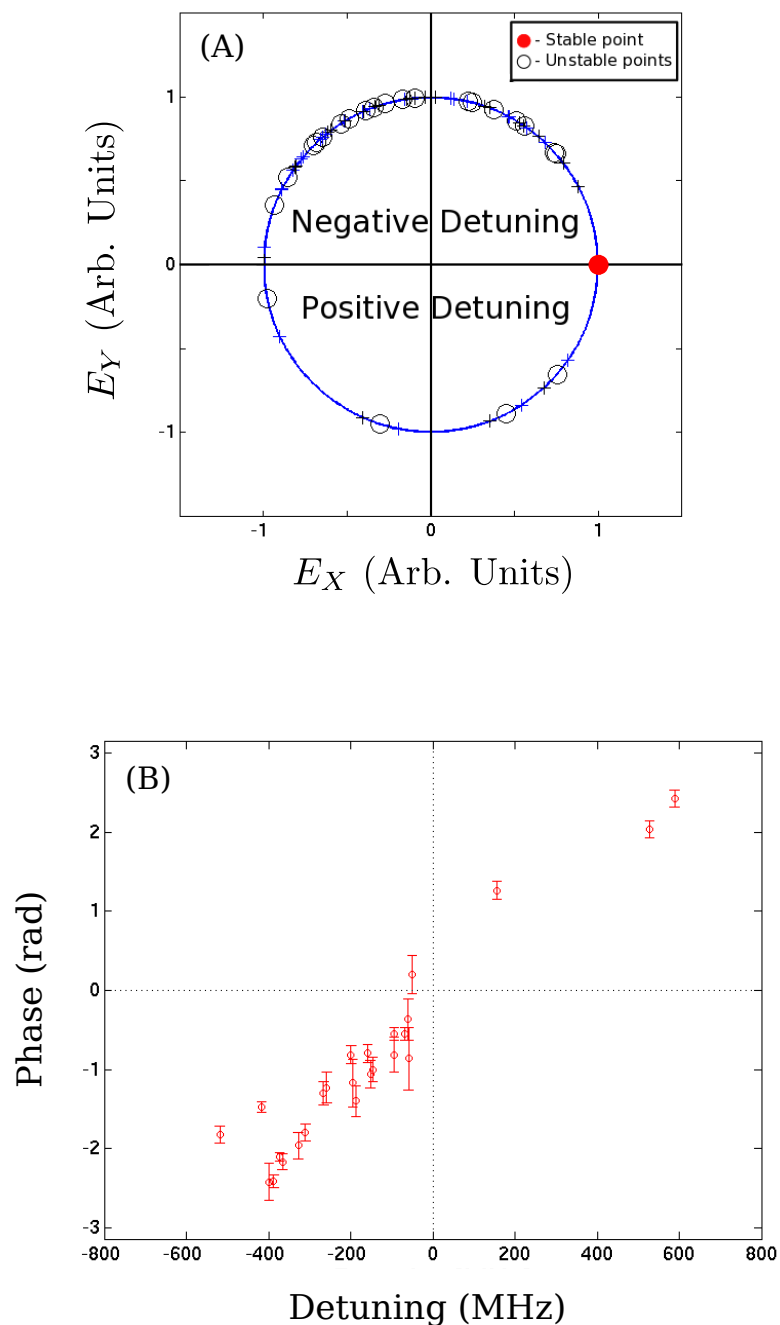 (A)
- Stable point
- Unstable points
1
0
-1
Negative Detuning
Positive Detuning
E_Y (Arb. Units)
-1 0 1
E_X (Arb. Units)
(B)
3
2
1
0
-1
-2
-3
Phase (rad)
-800 -600 -400 -200 0 200 400 600 800
Detuning (MHz)